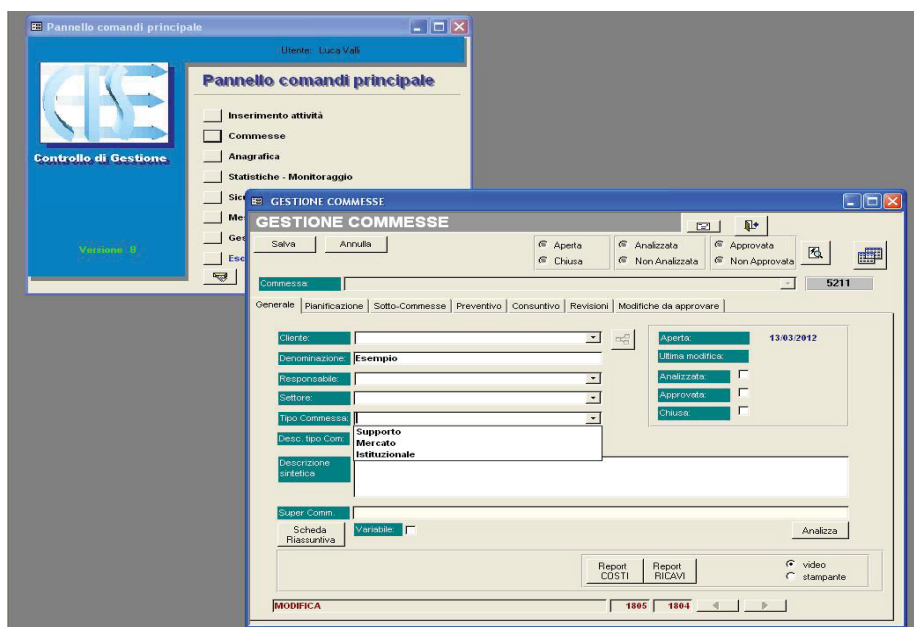 Pannello comandi principale
Utente: Luca Valli
Pannello comandi principale
Inserimento attività
Commesse
Anagrafica
Statistiche - Monitoraggio
Controllo di Gestione
Versione 8
GESTIONE COMMESSE
GESTIONE COMMESSE
Salva Annulla
Aperta Analizzata Approvata
Chiusa Non Analizzata Non Approvata
Commessa: 5211
Generale Pianificazione Sotto-Commesse Preventivo Consuntivo Revisioni Modifiche da approvare
Cliente: Aperta: 13/03/2012
Denominazione: Esempio Ultima modifica:
Responsabile: Analizzata:
Settore: Approvata:
Tipo Commessa: Chiusa:
Supporto
Desc. tipo Com: Mercato
Istituzionale
Descrizione
sintetica
Super Comm.
Scheda
Riassuntiva
Variabile:
Analizza
Report
COSTI
Report
RICAVI
video
stampante
MODIFICA 1805 1804